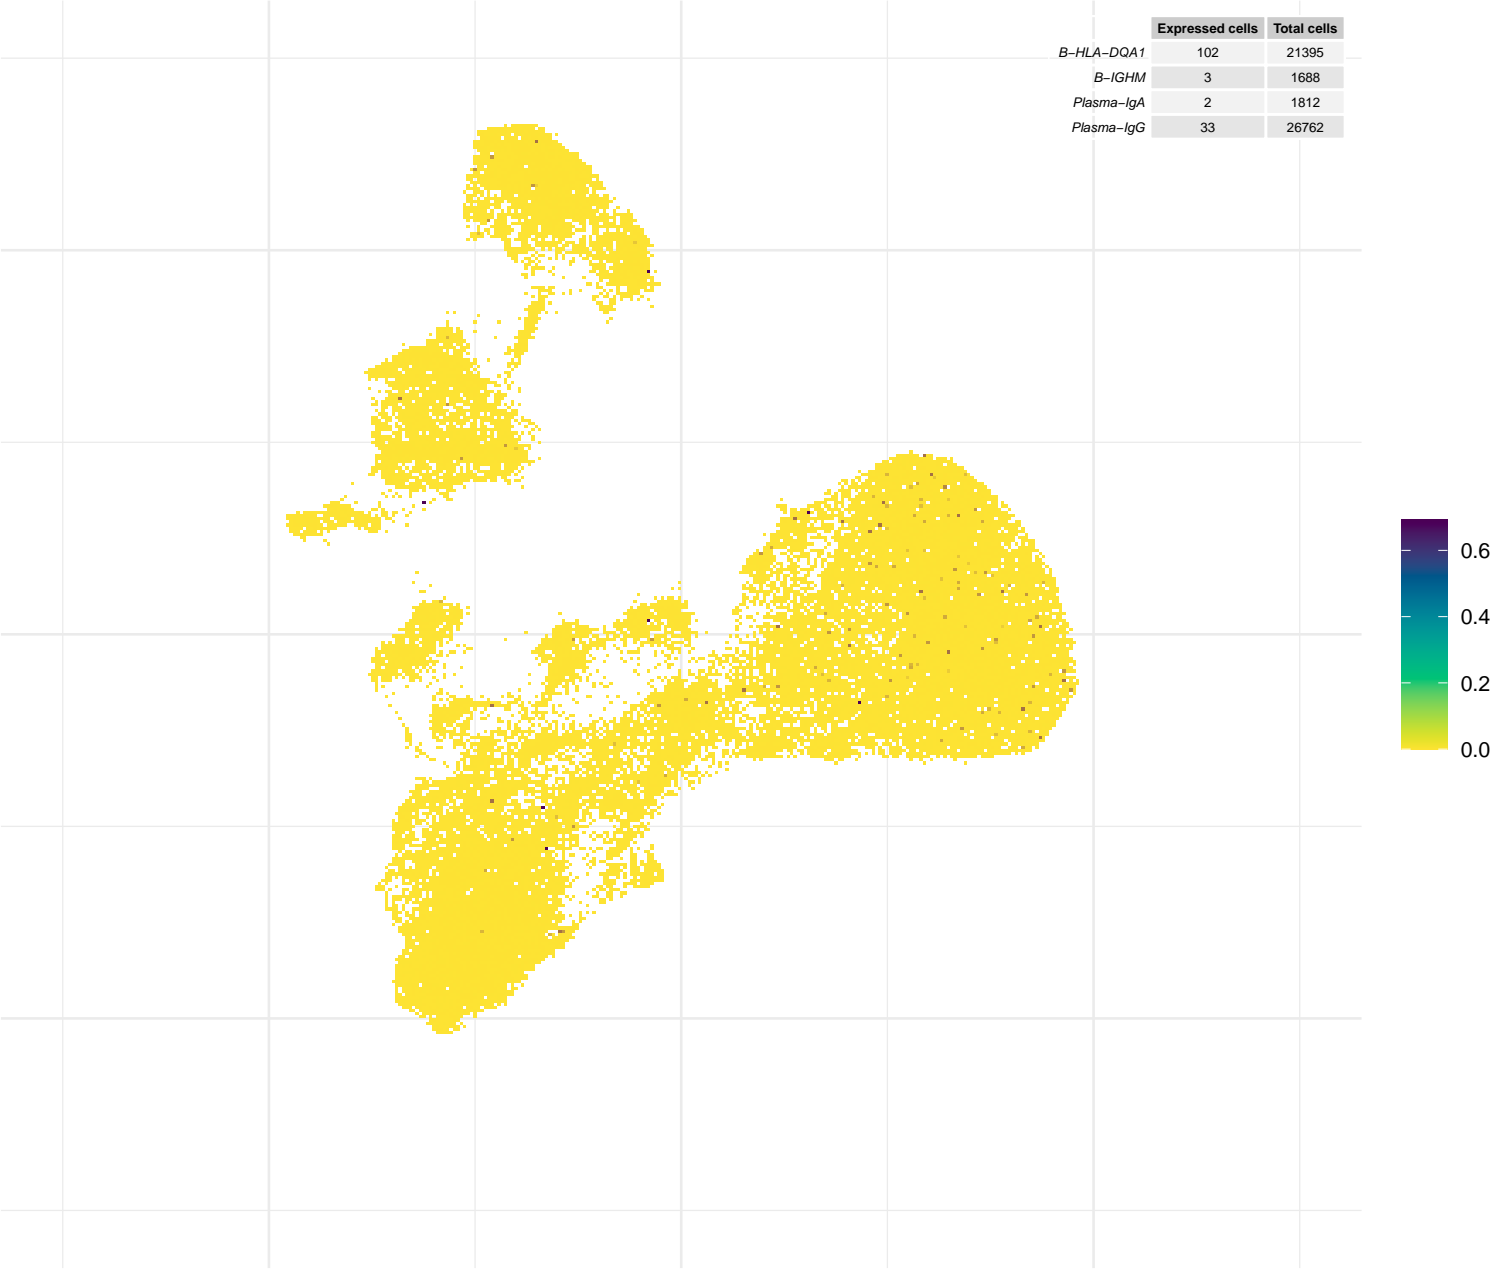 Expressed cells Total cells
B−HLA−DQA1 102 21395
B−IGHM 3 1688
Plasma−IgA 2 1812
Plasma−IgG 33 26762
0.6
0.4
0.2
0.0